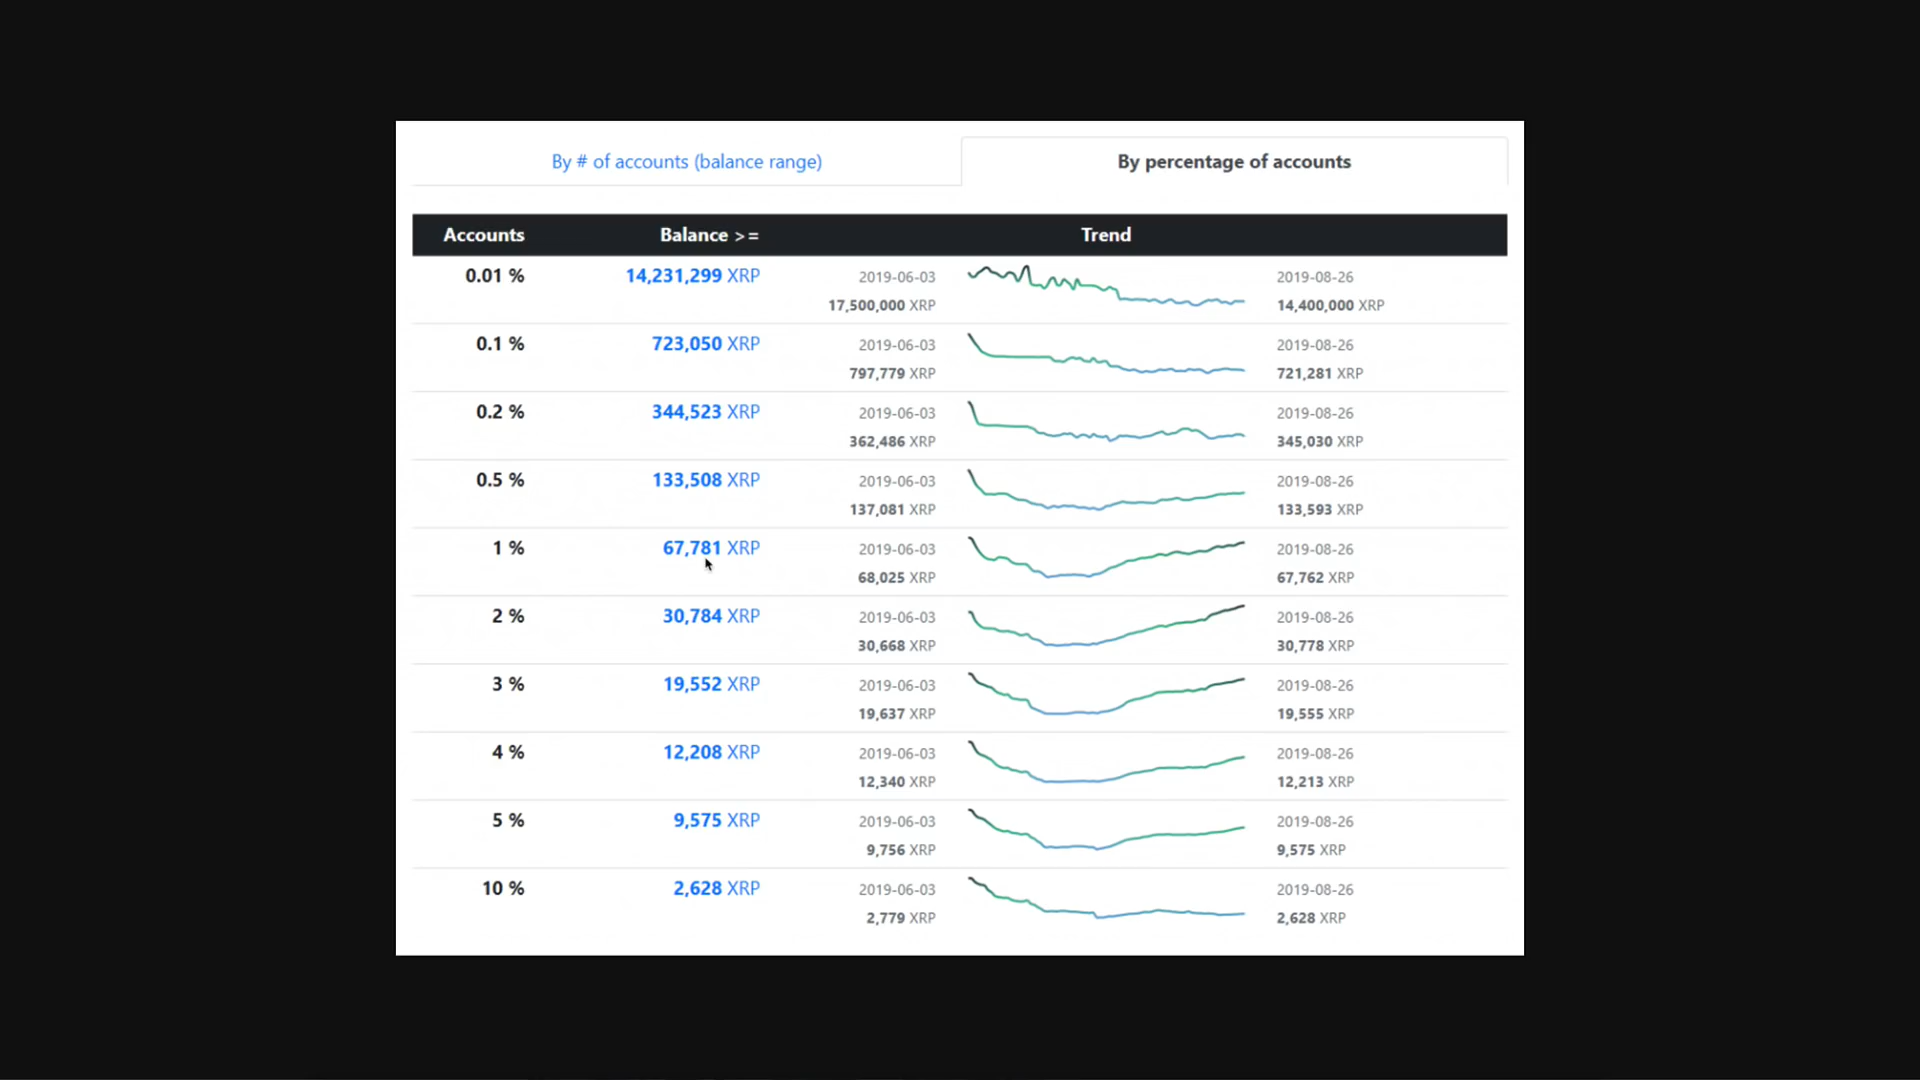 By # of accounts (balance range) By percentage of accounts
Accounts Balance >= Trend
0.01 % 14,231,299 XRP 2019-06-03 2019-08-26
17,500,000 XRP 14,400,000 XRP
0.1 % 723,050 XRP 2019-06-03 2019-08-26
797,779 XRP 721,281 XRP
0.2 % 344,523 XRP 2019-06-03 2019-08-26
362,486 XRP 345,030 XRP
0.5 % 133,508 XRP 2019-06-03 2019-08-26
137,081 XRP 133,593 XRP
1 % 67,781 XRP 2019-06-03 2019-08-26
68,025 XRP 67,762 XRP
2 % 30,784 XRP 2019-06-03 2019-08-26
30,668 XRP 30,778 XRP
3 % 19,552 XRP 2019-06-03 2019-08-26
19,637 XRP 19,555 XRP
4 % 12,208 XRP 2019-06-03 2019-08-26
12,340 XRP 12,213 XRP
5 % 9,575 XRP 2019-06-03 2019-08-26
9,756 XRP 9,575 XRP
10 % 2,628 XRP 2019-06-03 2019-08-26
2,779 XRP 2,628 XRP